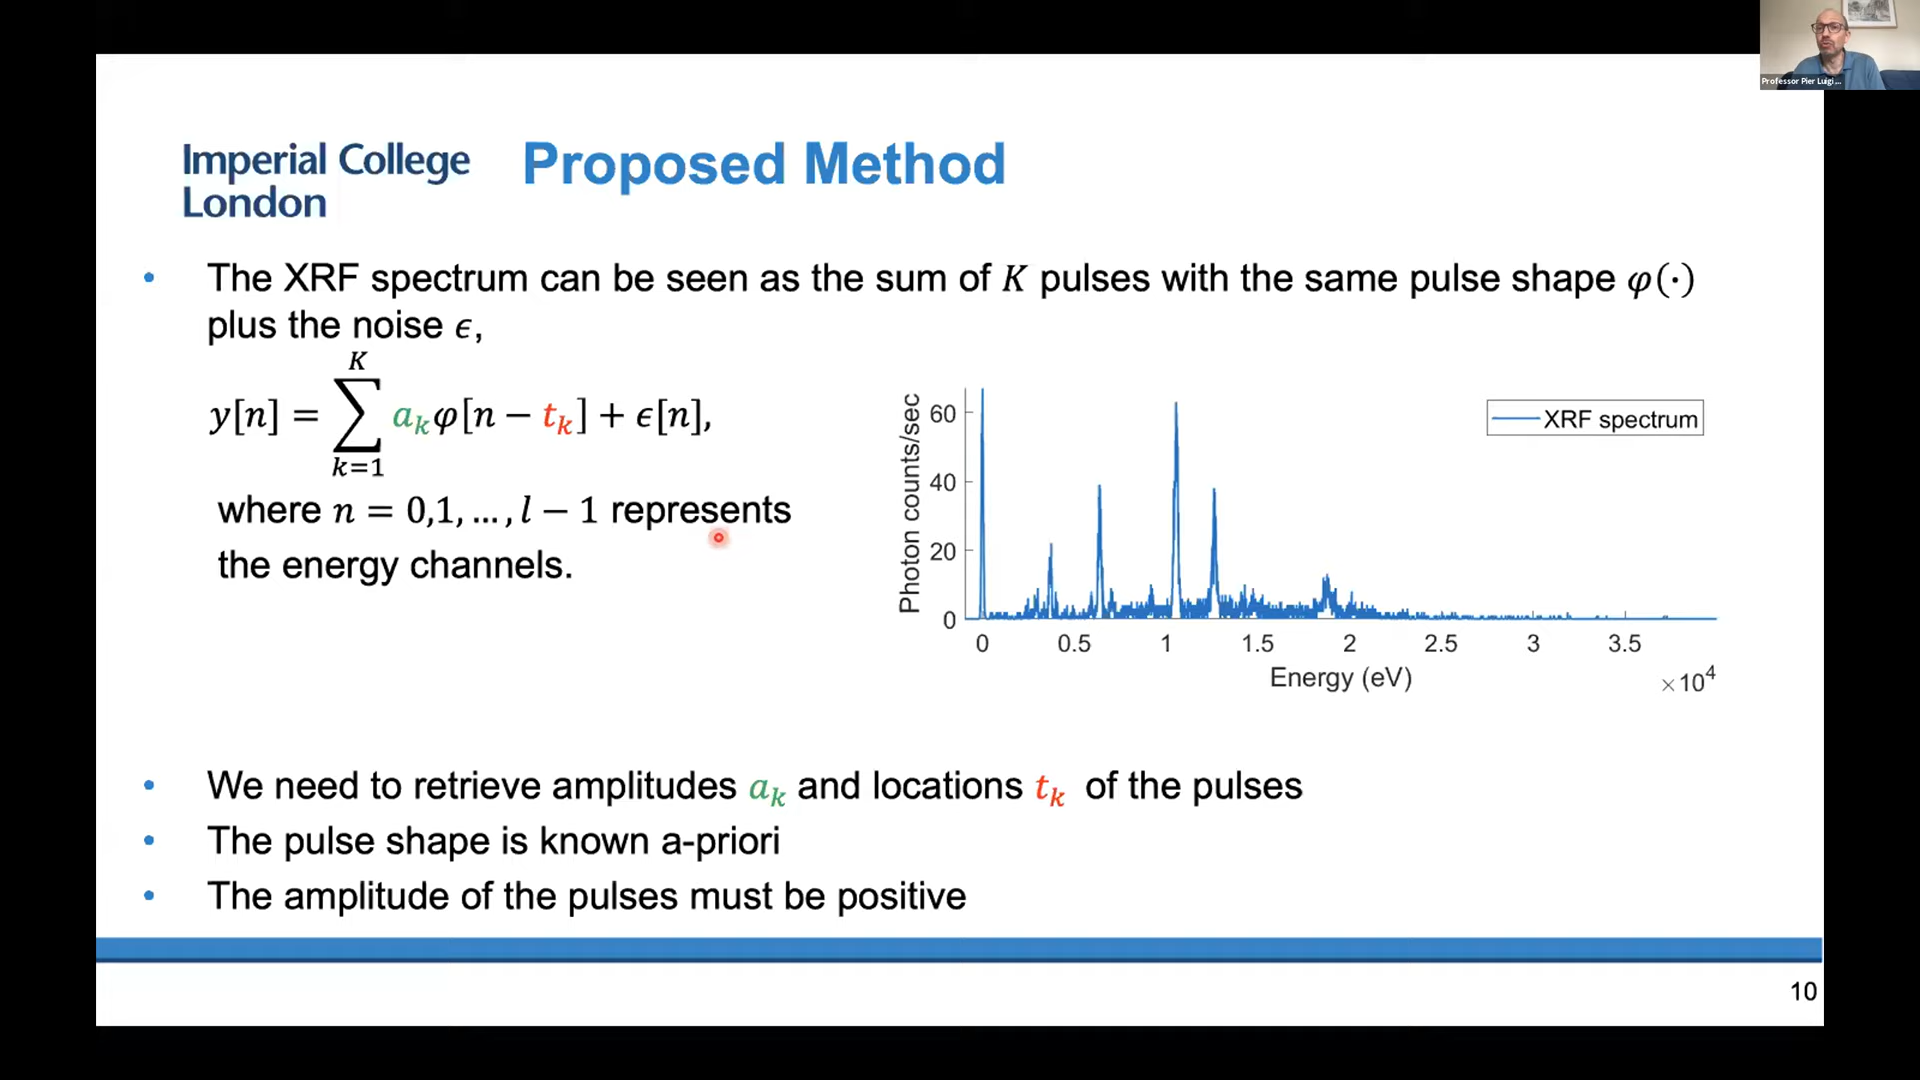 Professor Pier Luigi ...
Imperial College
London
Proposed Method
• The XRF spectrum can be seen as the sum of K pulses with the same pulse shape φ(·)
plus the noise ϵ,
y[n] = ∑_{k=1}^{K} a_k φ[n − t_k] + ϵ[n],
where n = 0,1, … , l − 1 represents
the energy channels.
Photon counts/sec
60
40
20
0
XRF spectrum
0 0.5 1 1.5 2 2.5 3 3.5
Energy (eV)
×10^4
• We need to retrieve amplitudes a_k and locations t_k of the pulses
• The pulse shape is known a-priori
• The amplitude of the pulses must be positive
10